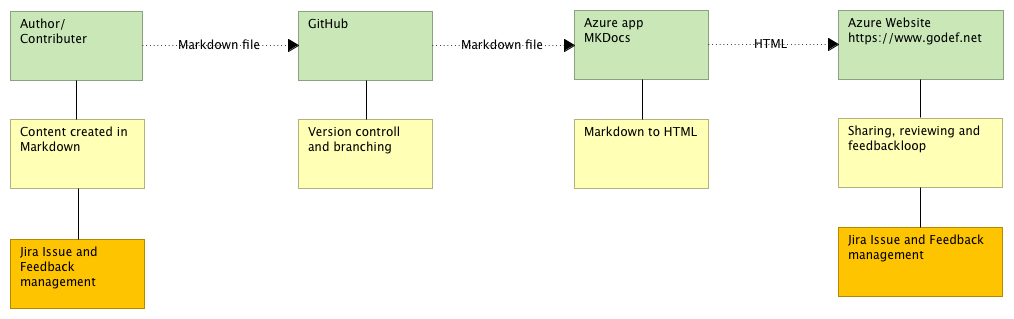 Author/
Contributer
Markdown file
GitHub
Markdown file
Azure app
MKDocs
HTML
Azure Website
https://www.godef.net
Content created in
Markdown
Version controll
and branching
Markdown to HTML
Sharing, reviewing and
feedbackloop
Jira Issue and
Feedback
management
Jira Issue and Feedback
management